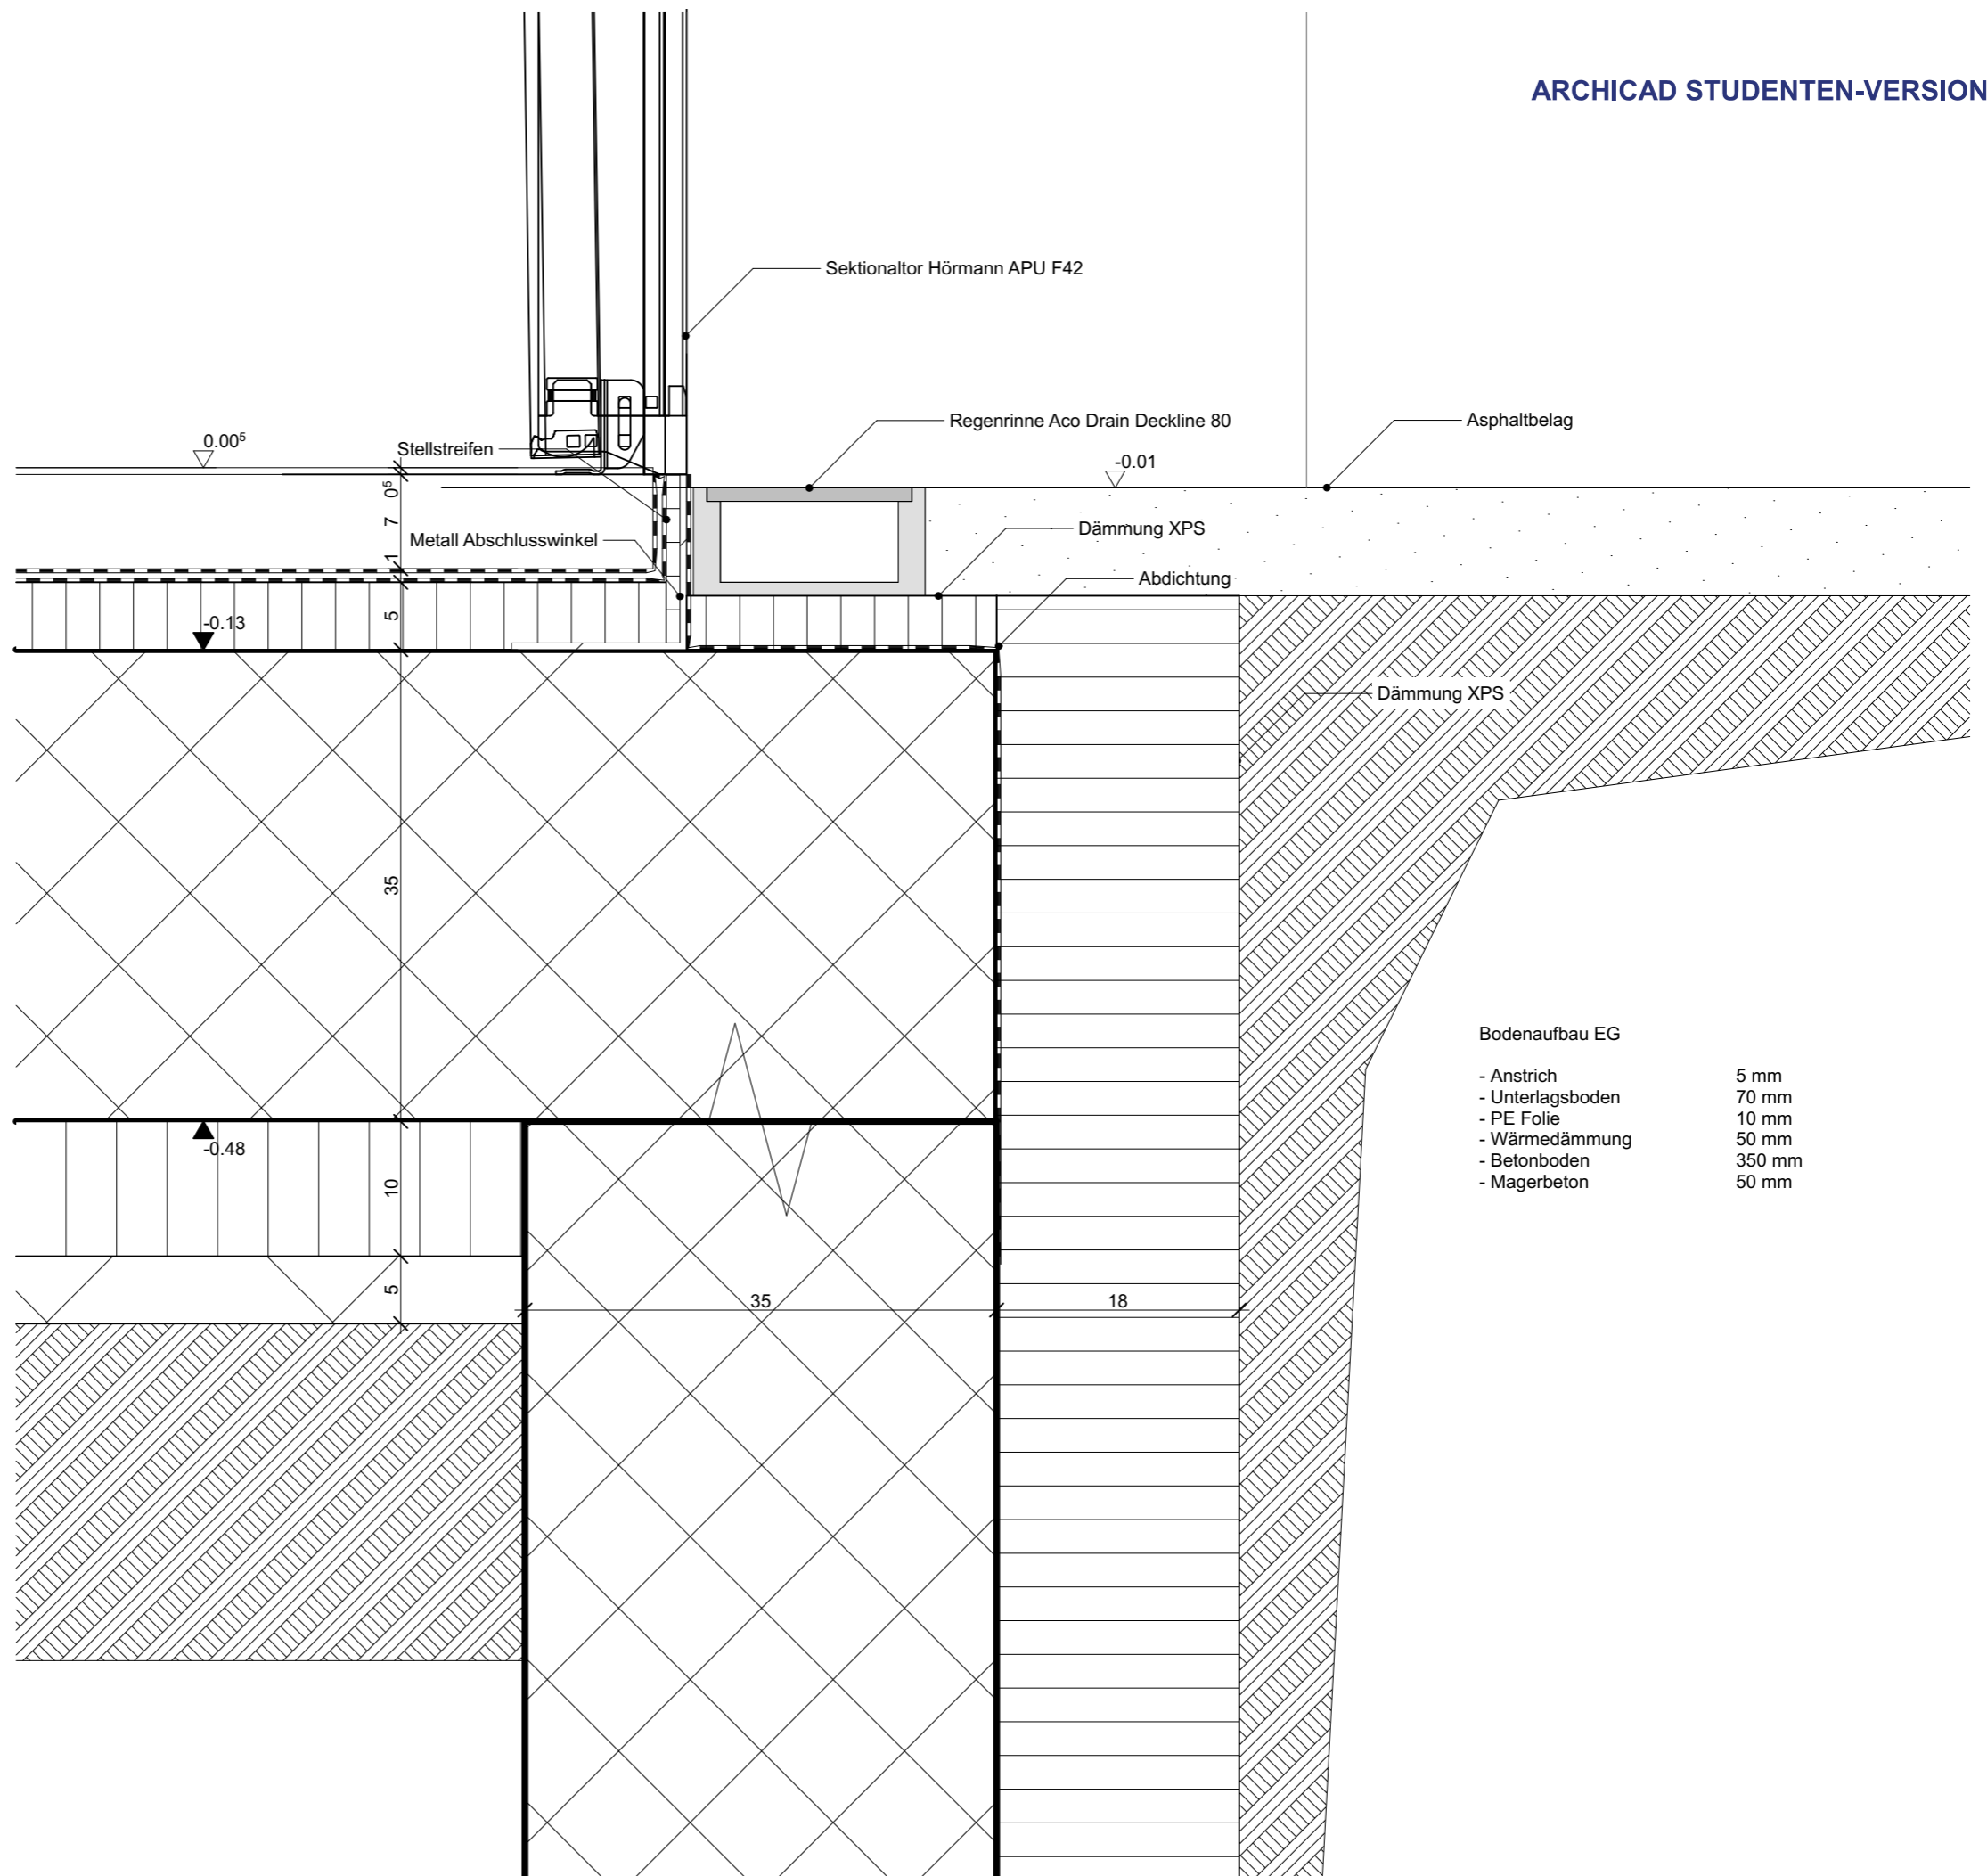 ARCHICAD STUDENTEN-VERSION
Sektionaltor Hörmann APU F42
Regenrinne Aco Drain Deckline 80
Asphaltbelag
0.00⁵
Stellstreifen
-0.01
0⁵
7
Dämmung XPS
Metall Abschlusswinkel
1
Abdichtung
5
-0.13
Dämmung XPS
35
Bodenaufbau EG
- Anstrich 5 mm
- Unterlagsboden 70 mm
- PE Folie 10 mm
- Wärmedämmung 50 mm
- Betonboden 350 mm
- Magerbeton 50 mm
-0.48
10
5
35
18